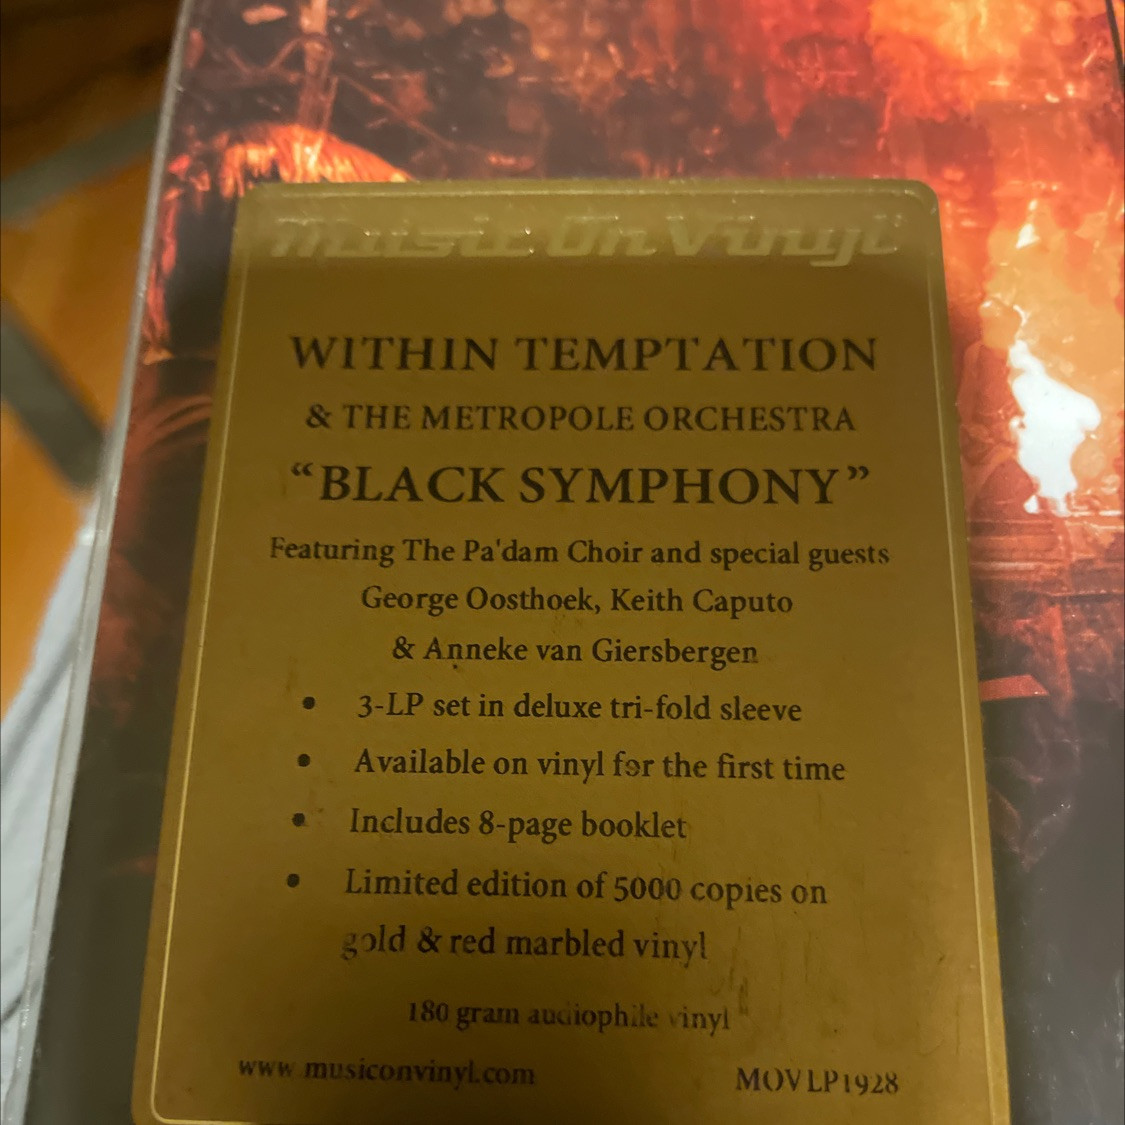 Music On Vinyl
WITHIN TEMPTATION
& THE METROPOLE ORCHESTRA
“BLACK SYMPHONY”
Featuring The Pa'dam Choir and special guests
George Oosthoek, Keith Caputo
& Anneke van Giersbergen
• 3-LP set in deluxe tri-fold sleeve
• Available on vinyl for the first time
• Includes 8-page booklet
• Limited edition of 5000 copies on
gold & red marbled vinyl
180 gram audiophile vinyl
www.musiconvinyl.com MOVLP1928